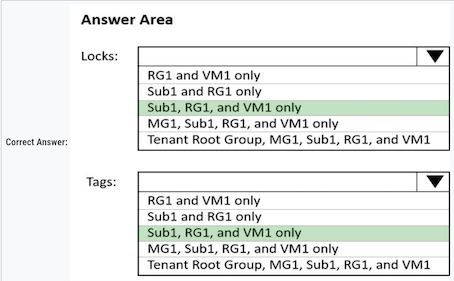 Answer Area
Locks:
RG1 and VM1 only
Sub1 and RG1 only
Sub1, RG1, and VM1 only
MG1, Sub1, RG1, and VM1 only
Tenant Root Group, MG1, Sub1, RG1, and VM1
Correct Answer:
Tags:
RG1 and VM1 only
Sub1 and RG1 only
Sub1, RG1, and VM1 only
MG1, Sub1, RG1, and VM1 only
Tenant Root Group, MG1, Sub1, RG1, and VM1